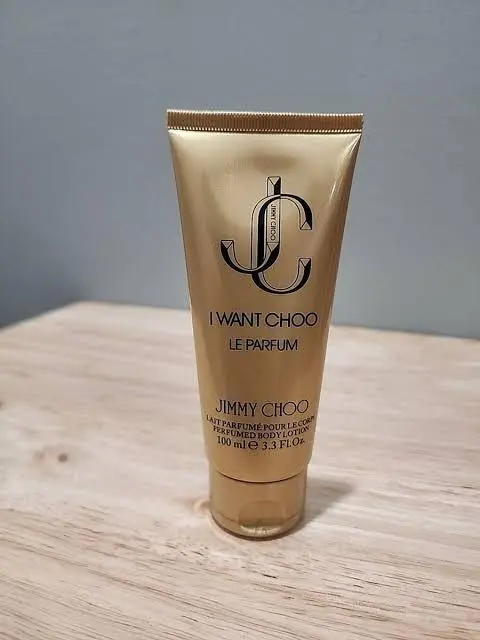 JC
JIMMY CHOO
I WANT CHOO
LE PARFUM
JIMMY CHOO
LAIT PARFUMÉ POUR LE CORPS
PERFUMED BODY LOTION
100 ml ℮ 3.3 Fl.Oz.